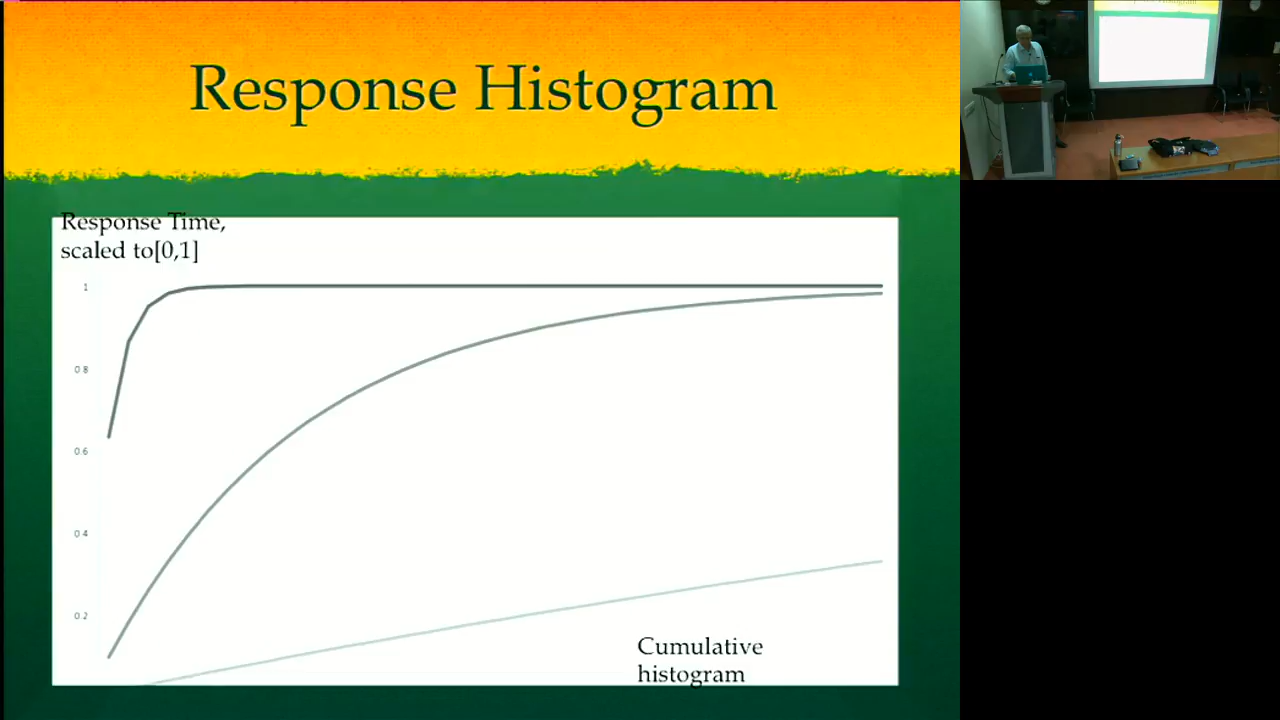 Response Histogram
Response Time,
scaled to[0,1]
1
0.8
0.6
0.4
0.2
Cumulative
histogram